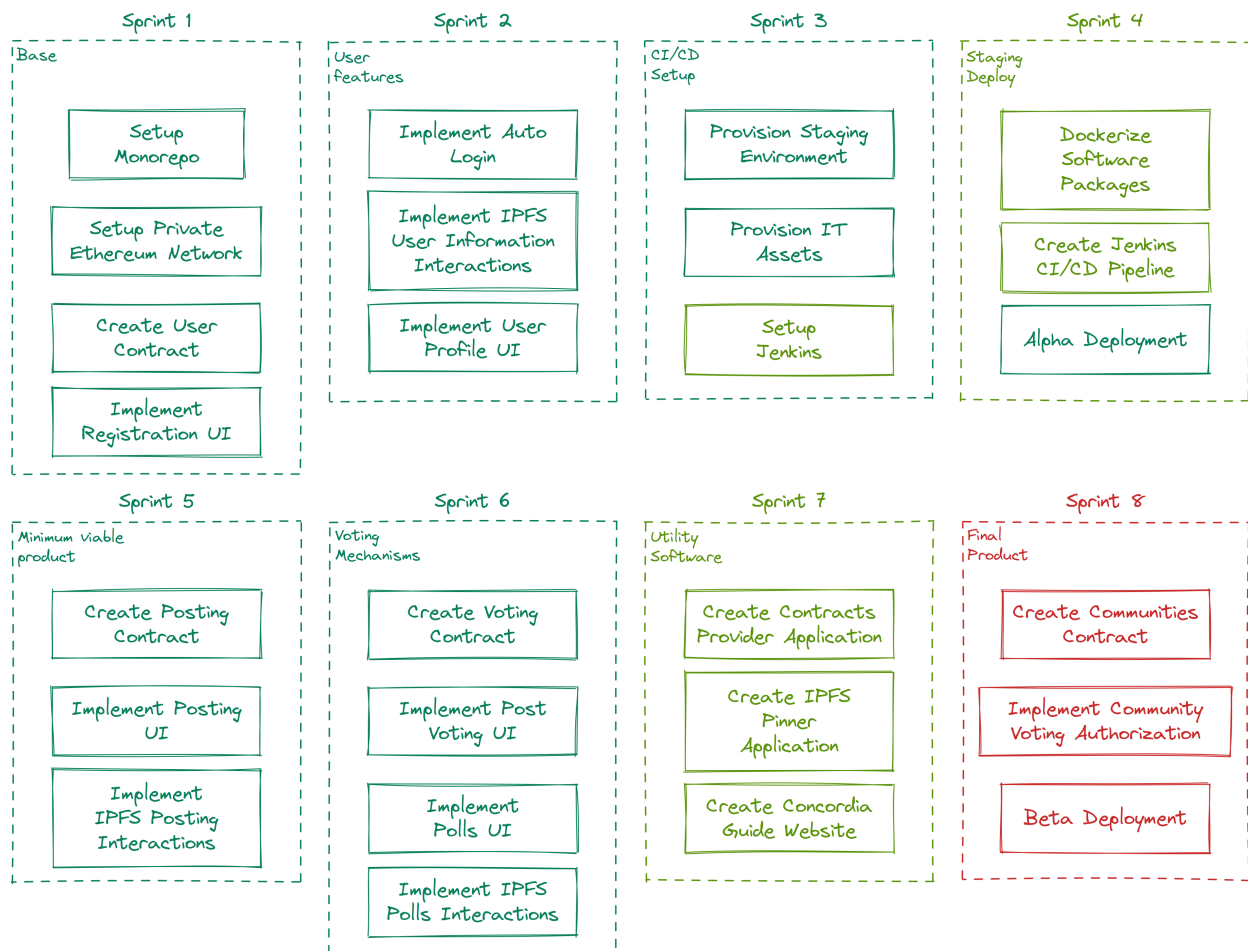 Sprint 1
Base
Setup
Monorepo
Setup Private
Ethereum Network
Create User
Contract
Implement
Registration UI
Sprint 2
User
features
Implement Auto
Login
Implement IPFS
User Information
Interactions
Implement User
Profile UI
Sprint 3
CI/CD
Setup
Provision Staging
Environment
Provision IT
Assets
Setup
Jenkins
Sprint 4
Staging
Deploy
Dockerize
Software
Packages
Create Jenkins
CI/CD Pipeline
Alpha Deployment
Sprint 5
Minimum viable
product
Create Posting
Contract
Implement Posting
UI
Implement
IPFS Posting
Interactions
Sprint 6
Voting
Mechanisms
Create Voting
Contract
Implement Post
Voting UI
Implement
Polls UI
Implement IPFS
Polls Interactions
Sprint 7
Utility
Software
Create Contracts
Provider Application
Create IPFS
Pinner
Application
Create Concordia
Guide Website
Sprint 8
Final
Product
Create Communities
Contract
Implement Community
Voting Authorization
Beta Deployment